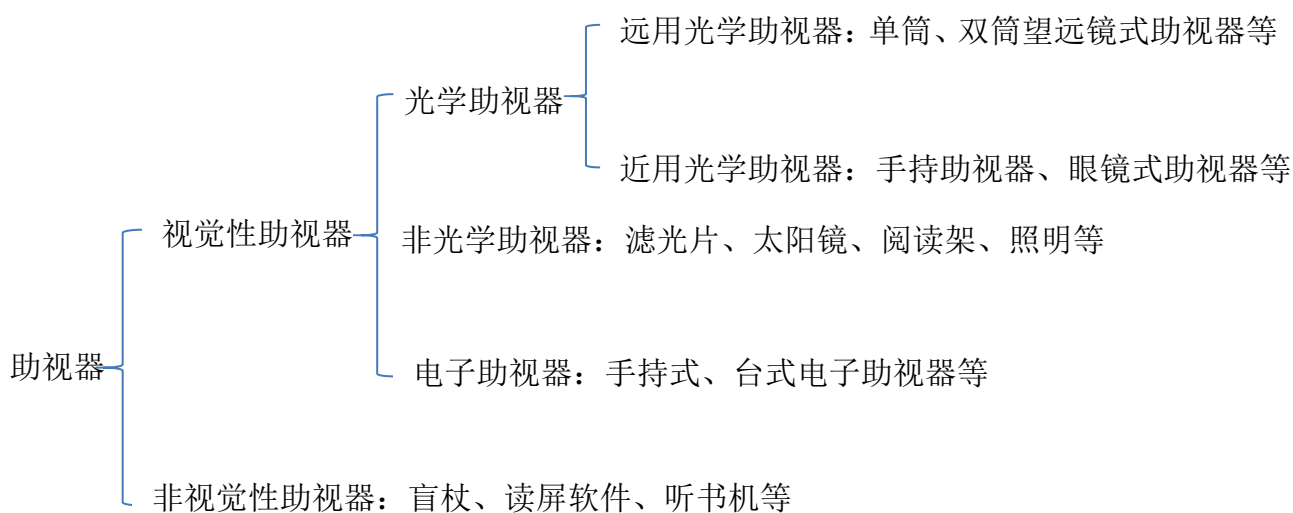 远用光学助视器：单筒、双筒望远镜式助视器等
光学助视器
近用光学助视器：手持助视器、眼镜式助视器等
视觉性助视器
非光学助视器：滤光片、太阳镜、阅读架、照明等
助视器
电子助视器：手持式、台式电子助视器等
非视觉性助视器：盲杖、读屏软件、听书机等